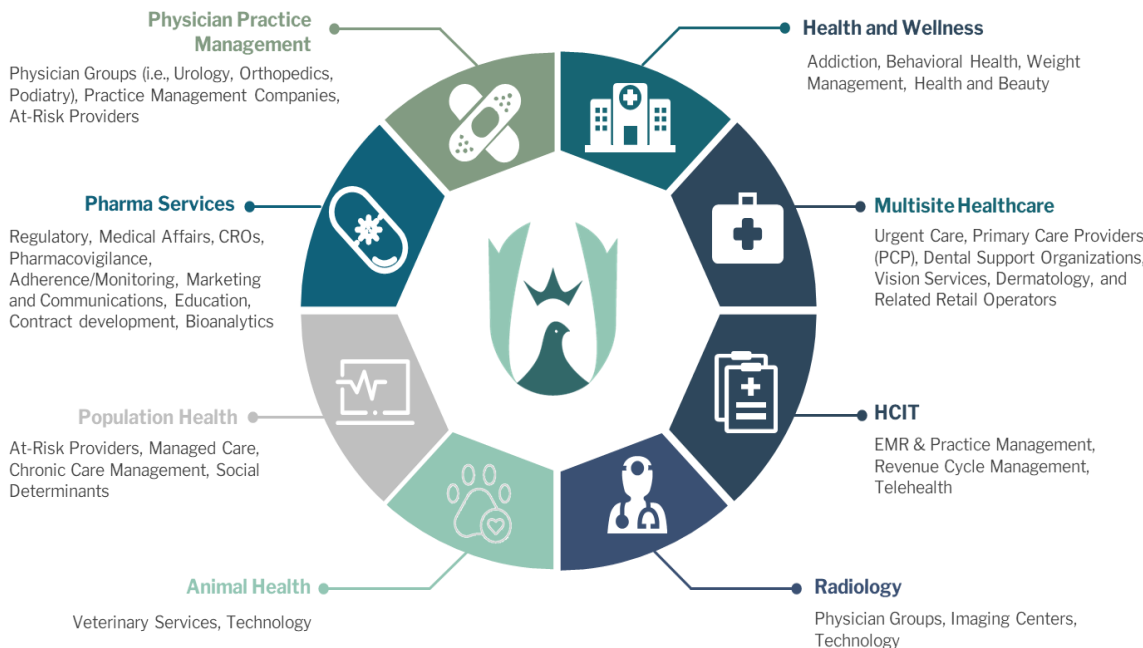 Physician Practice
Management
Physician Groups (i.e., Urology, Orthopedics,
Podiatry), Practice Management Companies,
At-Risk Providers
Health and Wellness
Addiction, Behavioral Health, Weight
Management, Health and Beauty
Pharma Services
Regulatory, Medical Affairs, CROs,
Pharmacovigilance,
Adherence/Monitoring, Marketing
and Communications, Education,
Contract development, Bioanalytics
Multisite Healthcare
Urgent Care, Primary Care Providers
(PCP), Dental Support Organizations,
Vision Services, Dermatology, and
Related Retail Operators
Population Health
At-Risk Providers, Managed Care,
Chronic Care Management, Social
Determinants
HCIT
EMR & Practice Management,
Revenue Cycle Management,
Telehealth
Animal Health
Veterinary Services, Technology
Radiology
Physician Groups, Imaging Centers,
Technology